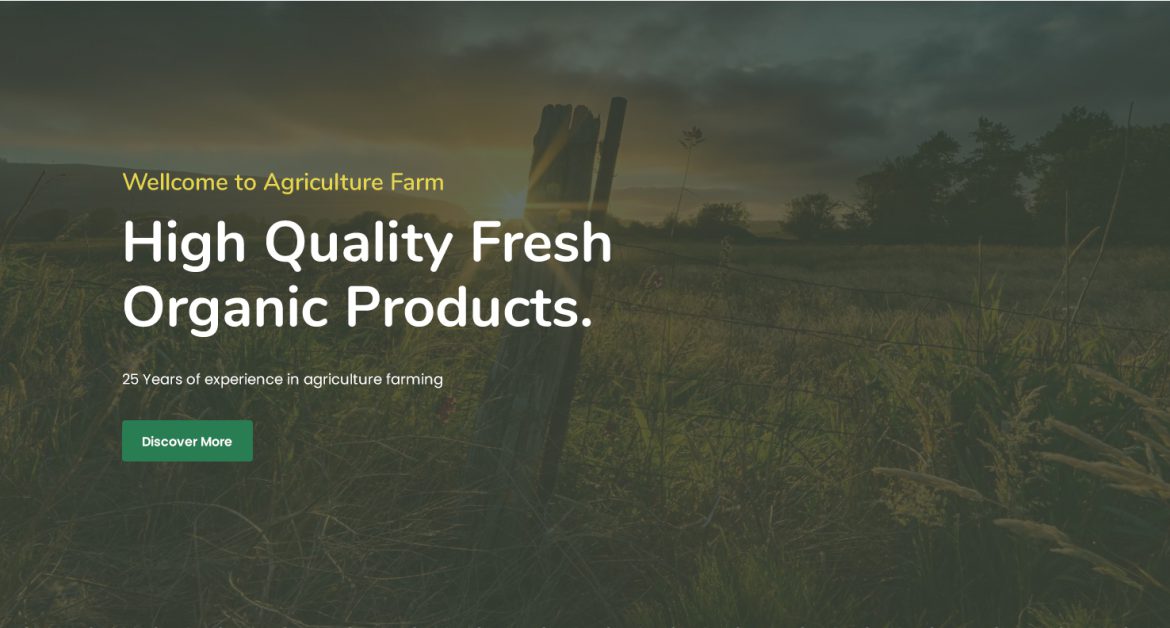 Wellcome to Agriculture Farm
High Quality Fresh
Organic Products.
25 Years of experience in agriculture farming
Discover More